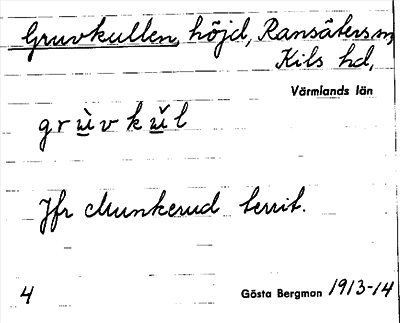 Gruvkullen, höjd, Ransäters sn,
Kils hd,
Värmlands län
grùvkŭl
Jfr Munkerud territ.
4
Gösta Bergman 1913-14